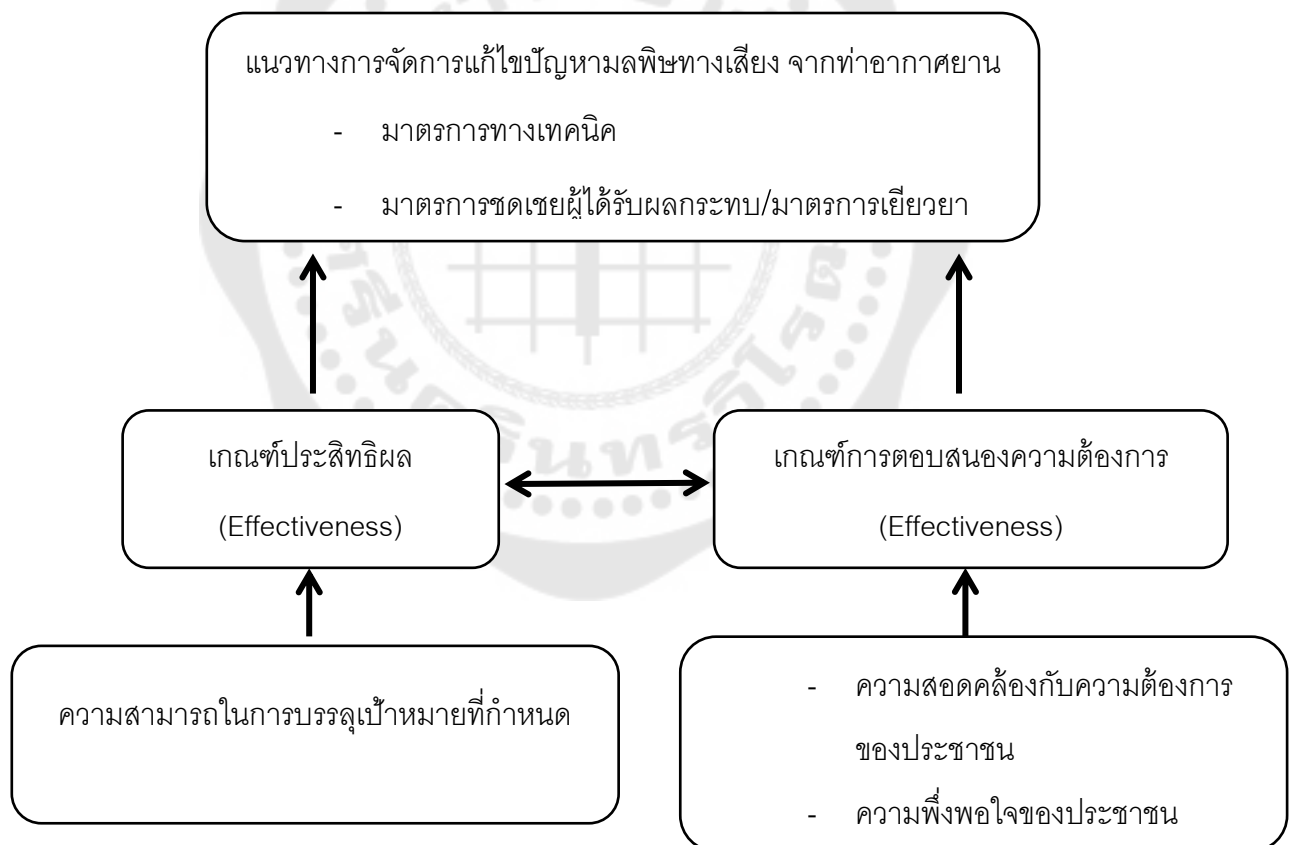 แนวทางการจัดการแก้ไขปัญหามลพิษทางเสียง จากท่าอากาศยาน
- มาตรการทางเทคนิค
- มาตรการชดเชยผู้ได้รับผลกระทบ/มาตรการเยียวยา
เกณฑ์ประสิทธิผล
(Effectiveness)
เกณฑ์การตอบสนองความต้องการ
(Effectiveness)
ความสามารถในการบรรลุเป้าหมายที่กำหนด
- ความสอดคล้องกับความต้องการ
ของประชาชน
- ความพึ่งพอใจของประชาชน